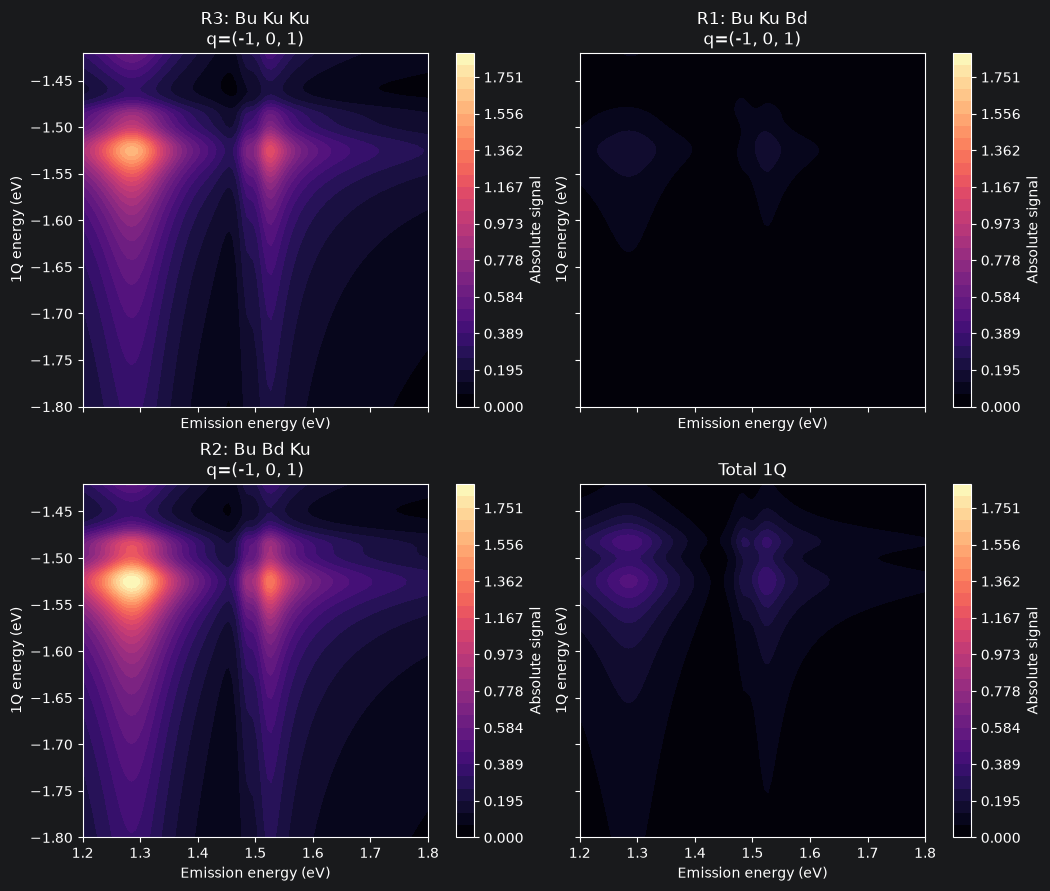 R3: Bu Ku Ku
q=(-1, 0, 1)
−1.45
−1.50
−1.55
−1.60
−1.65
−1.70
−1.75
−1.80
1Q energy (eV)
Emission energy (eV)
1.751
1.556
1.362
1.167
0.973
0.778
0.584
0.389
0.195
0.000
Absolute signal
R1: Bu Ku Bd
q=(-1, 0, 1)
1Q energy (eV)
Emission energy (eV)
1.751
1.556
1.362
1.167
0.973
0.778
0.584
0.389
0.195
0.000
Absolute signal
R2: Bu Bd Ku
q=(-1, 0, 1)
−1.45
−1.50
−1.55
−1.60
−1.65
−1.70
−1.75
−1.80
1Q energy (eV)
1.2 1.3 1.4 1.5 1.6 1.7 1.8
Emission energy (eV)
1.751
1.556
1.362
1.167
0.973
0.778
0.584
0.389
0.195
0.000
Absolute signal
Total 1Q
1Q energy (eV)
1.2 1.3 1.4 1.5 1.6 1.7 1.8
Emission energy (eV)
1.751
1.556
1.362
1.167
0.973
0.778
0.584
0.389
0.195
0.000
Absolute signal